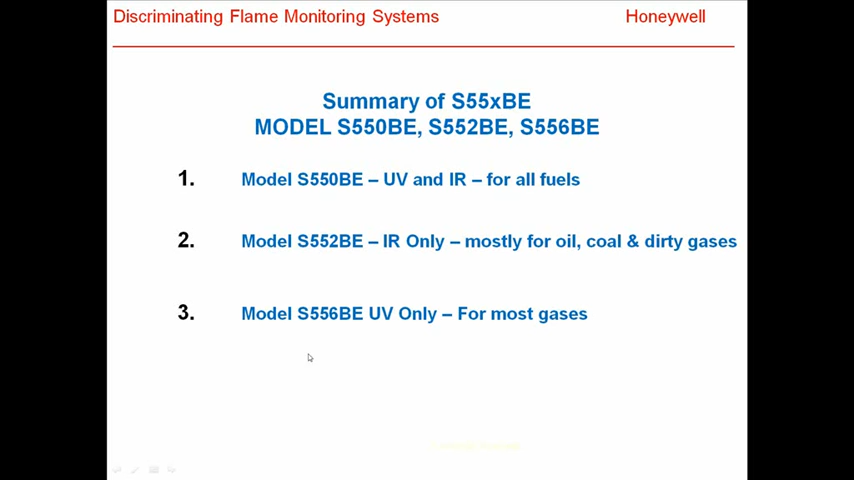 Discriminating Flame Monitoring Systems Honeywell
Summary of S55xBE
MODEL S550BE, S552BE, S556BE
1. Model S550BE – UV and IR – for all fuels
2. Model S552BE – IR Only – mostly for oil, coal & dirty gases
3. Model S556BE UV Only – For most gases